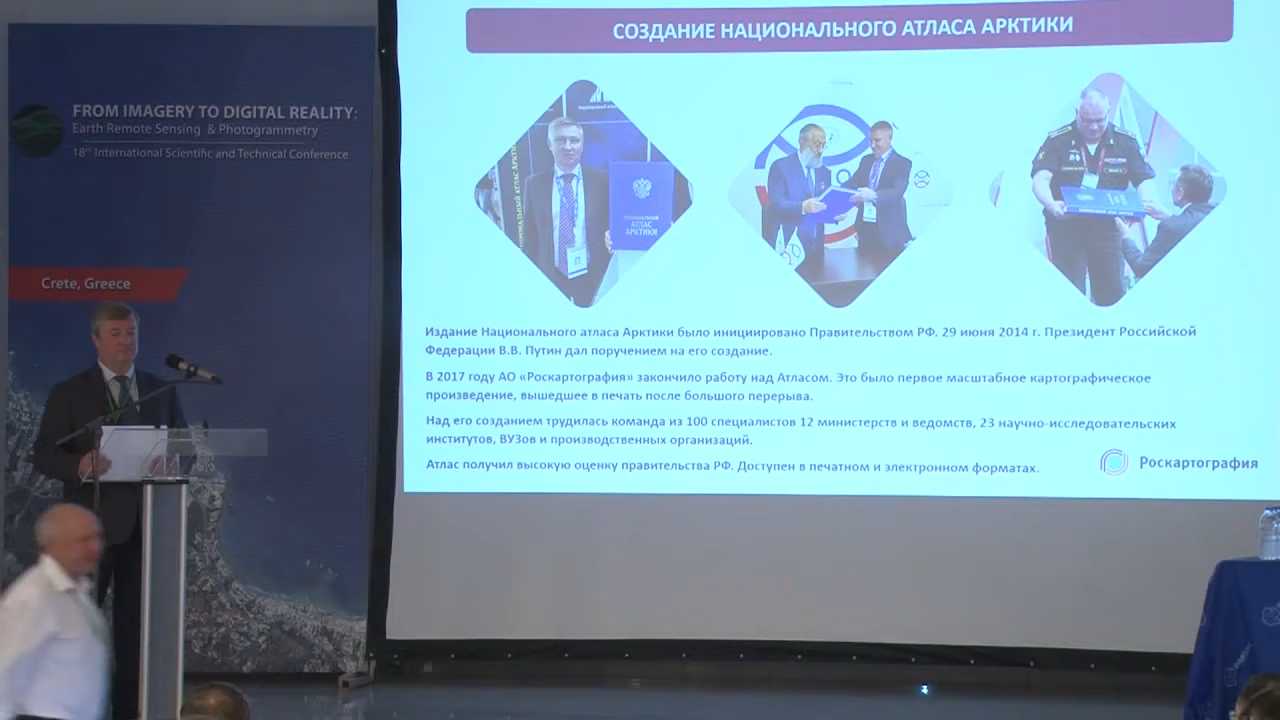 СОЗДАНИЕ НАЦИОНАЛЬНОГО АТЛАСА АРКТИКИ
FROM IMAGERY TO DIGITAL REALITY:
Earth Remote Sensing & Photogrammetry
18th International Scientific and Technical Conference
Crete, Greece
НАЦИОНАЛЬНЫЙ
АТЛАС
АРКТИКИ
Издание Национального атласа Арктики было инициировано Правительством РФ. 29 июня 2014 г. Президент Российской
Федерации В.В. Путин дал поручением на его создание.
В 2017 году АО «Роскартография» закончило работу над Атласом. Это было первое масштабное картографическое
произведение, вышедшее в печать после большого перерыва.
Над его созданием трудилась команда из 100 специалистов 12 министерств и ведомств, 23 научно-исследовательских
институтов, ВУЗов и производственных организаций.
Атлас получил высокую оценку правительства РФ. Доступен в печатном и электронном форматах.
Роскартография